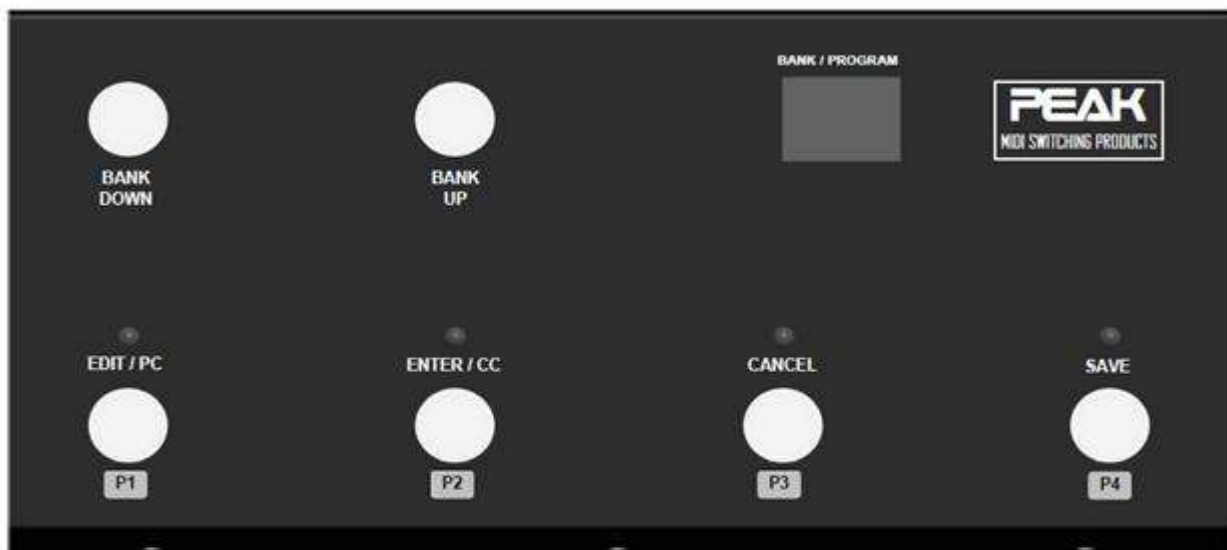 BANK / PROGRAM
PEAK
MIDI SWITCHING PRODUCTS
BANK
DOWN
BANK
UP
EDIT / PC
ENTER / CC
CANCEL
SAVE
P1
P2
P3
P4